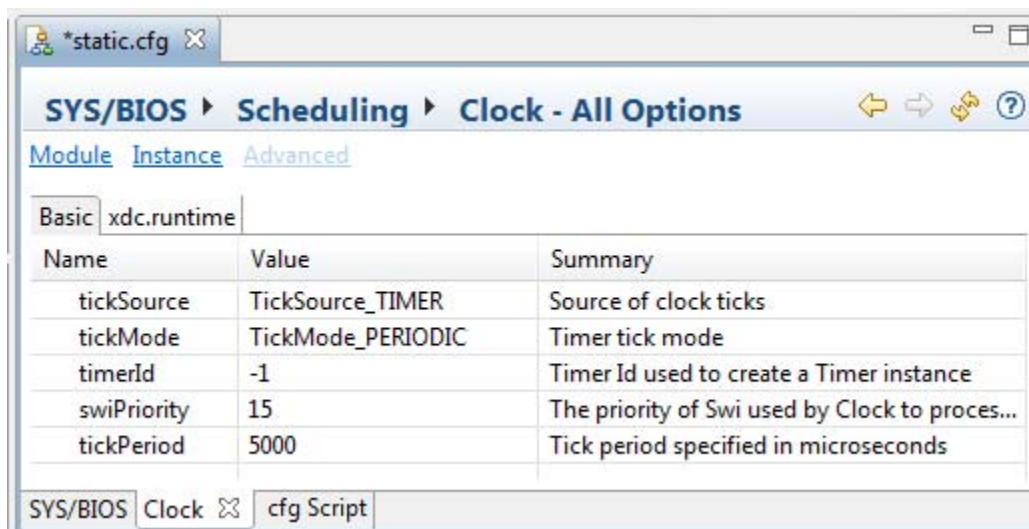 *static.cfg
SYS/BIOS Scheduling Clock - All Options
Module Instance Advanced
Basic xdc.runtime
Name Value Summary
tickSource TickSource_TIMER Source of clock ticks
tickMode TickMode_PERIODIC Timer tick mode
timerId -1 Timer Id used to create a Timer instance
swiPriority 15 The priority of Swi used by Clock to proces...
tickPeriod 5000 Tick period specified in microseconds
SYS/BIOS Clock cfg Script